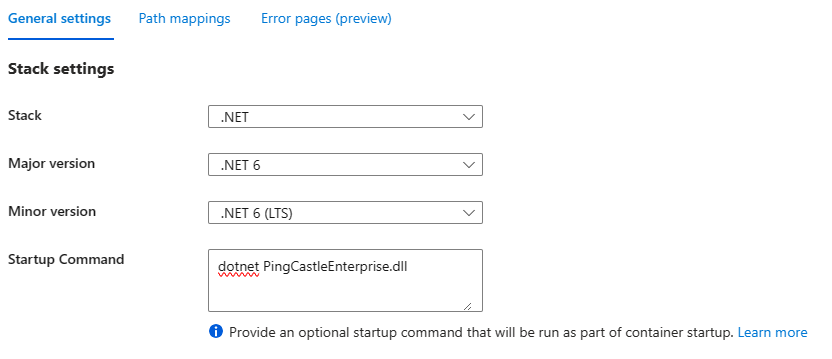 General settings Path mappings Error pages (preview)
Stack settings
Stack .NET
Major version .NET 6
Minor version .NET 6 (LTS)
Startup Command dotnet PingCastleEnterprise.dll
Provide an optional startup command that will be run as part of container startup. Learn more